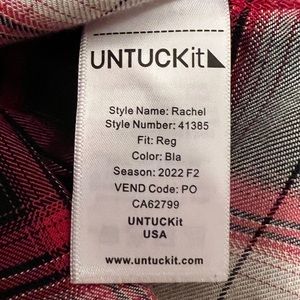 UNTUCKit
Style Name: Rachel
Style Number: 41385
Fit: Reg
Color: Bla
Season: 2022 F2
VEND Code: PO
CA62799
UNTUCKit
USA
www.untuckit.com